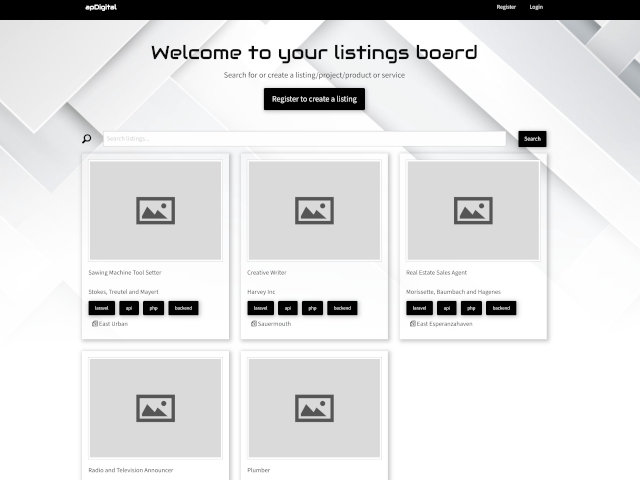 apDigital
Register Login
Welcome to your listings board
Search for or create a listing/project/product or service
Register to create a listing
Search listings...
Search
Sawing Machine Tool Setter
Stokes, Treutel and Mayert
laravel api php backend
East Urban
Creative Writer
Harvey Inc
laravel api php backend
Sauermouth
Real Estate Sales Agent
Morissette, Baumbach and Hagenes
laravel api php backend
East Esperanzahaven
Radio and Television Announcer
Plumber